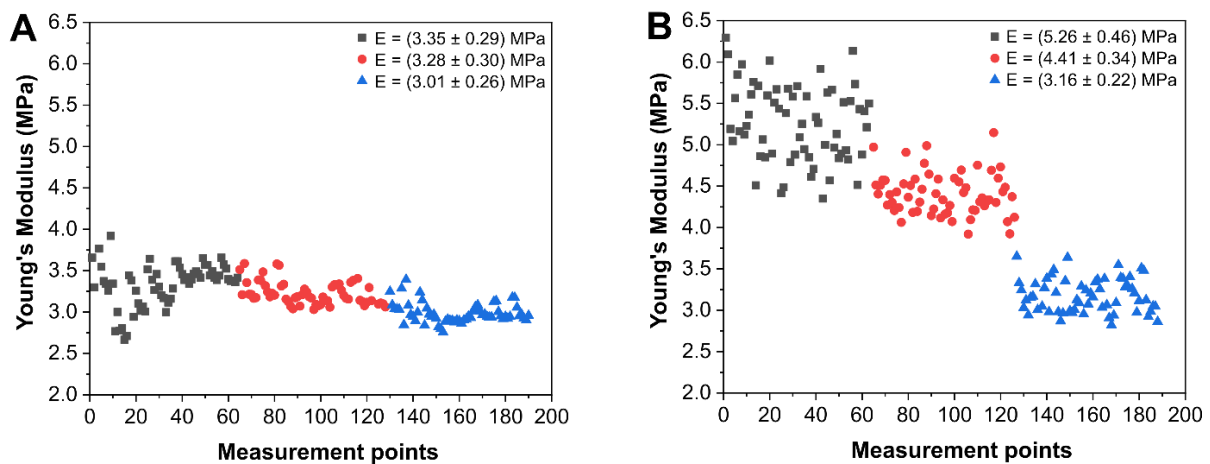 A
E = (3.35 ± 0.29) MPa
E = (3.28 ± 0.30) MPa
E = (3.01 ± 0.26) MPa
Young's Modulus (MPa)
6.5
6.0
5.5
5.0
4.5
4.0
3.5
3.0
2.5
2.0
0 20 40 60 80 100 120 140 160 180 200
Measurement points
B
E = (5.26 ± 0.46) MPa
E = (4.41 ± 0.34) MPa
E = (3.16 ± 0.22) MPa
Young's Modulus (MPa)
6.5
6.0
5.5
5.0
4.5
4.0
3.5
3.0
2.5
2.0
0 20 40 60 80 100 120 140 160 180 200
Measurement points